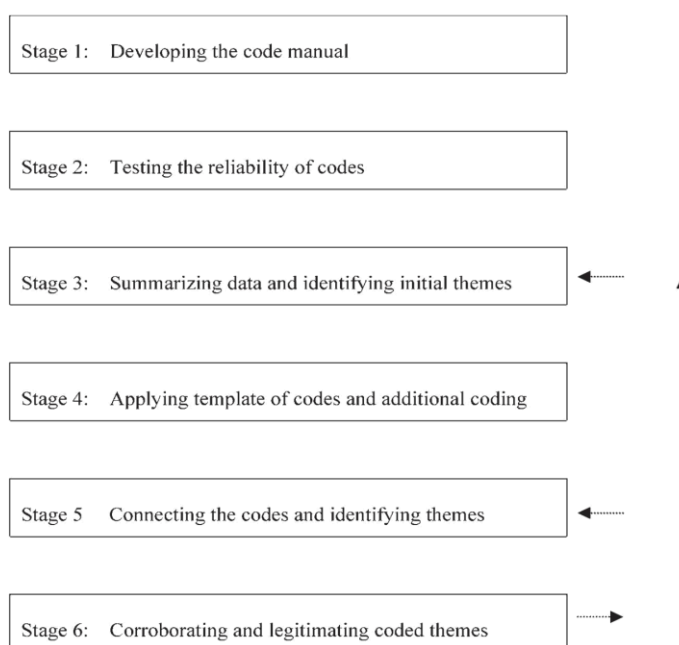 Stage 1: Developing the code manual
Stage 2: Testing the reliability of codes
Stage 3: Summarizing data and identifying initial themes
Stage 4: Applying template of codes and additional coding
Stage 5 Connecting the codes and identifying themes
Stage 6: Corroborating and legitimating coded themes